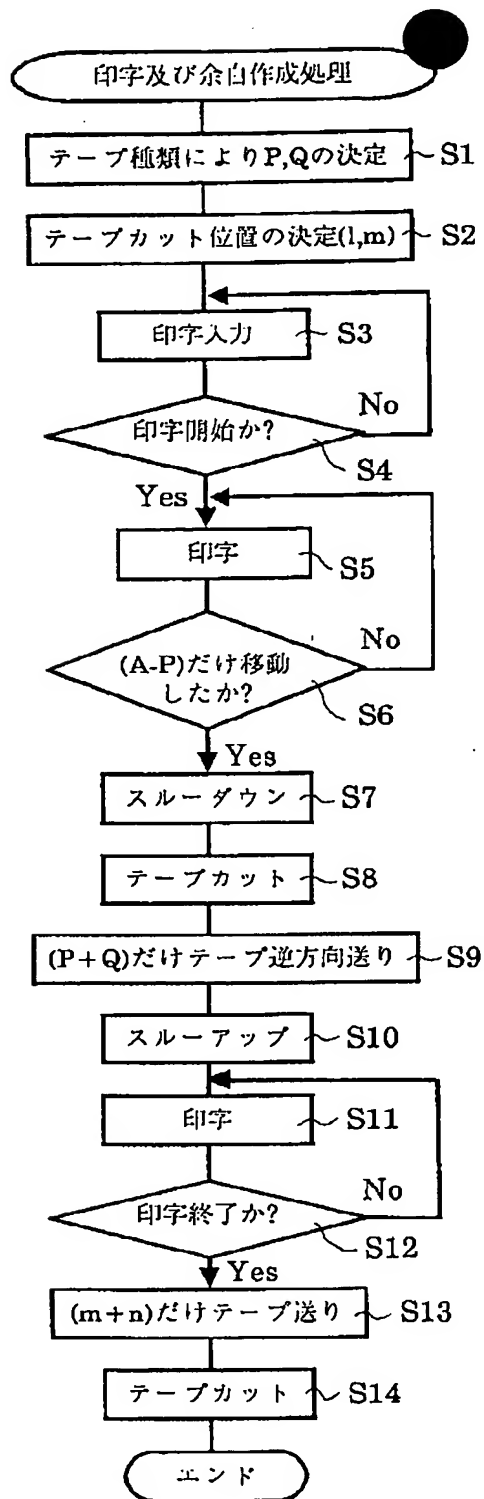 印字及び余白作成処理
テープ種類によりP,Qの決定 S1
テープカット位置の決定(l,m) S2
印字入力 S3
No
印字開始か?
S4
Yes
印字
S5
No
(A-P)だけ移動
したか?
S6
Yes
スルーダウン S7
テープカット S8
(P+Q)だけテープ逆方向送り S9
スルーアップ S10
印字 S11
No
印字終了か?
S12
Yes
(m+n)だけテープ送り S13
テープカット S14
エンド